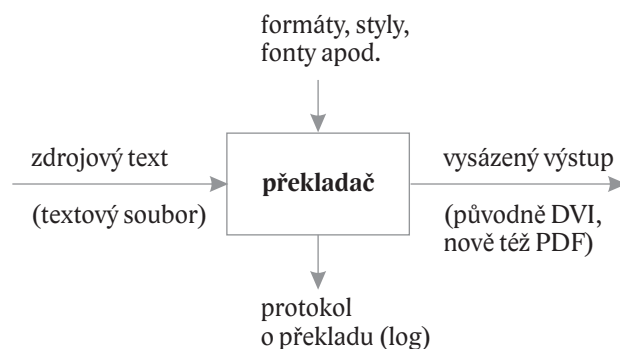 formáty, styly,
fonty apod.
zdrojový text
(textový soubor)
překladač
vysázený výstup
(původně DVI,
nově též PDF)
protokol
o překladu (log)